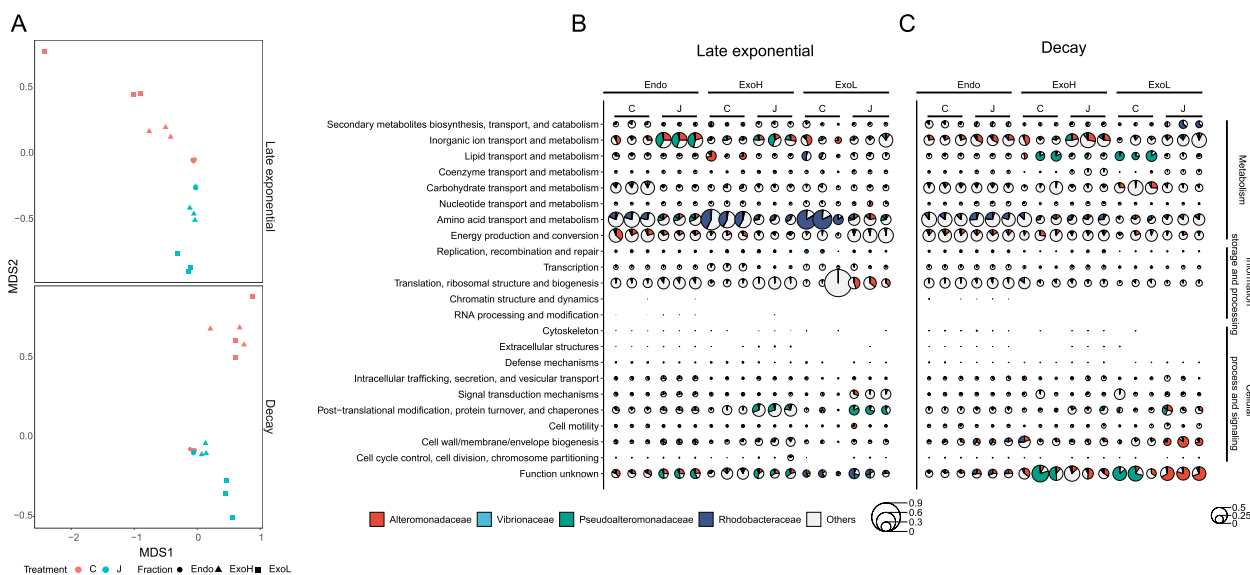 A
B
C
Late exponential
Decay
Endo
ExoH
ExoL
Endo
ExoH
ExoL
C
J
C
J
C
J
C
J
C
J
C
J
0.5
0.0
−0.5
Late exponential
0.5
0.0
−0.5
Decay
MDS2
−2
−1
0
1
MDS1
Treatment C J Fraction Endo ExoH ExoL
Secondary metabolites biosynthesis, transport, and catabolism
Inorganic ion transport and metabolism
Lipid transport and metabolism
Coenzyme transport and metabolism
Carbohydrate transport and metabolism
Nucleotide transport and metabolism
Amino acid transport and metabolism
Energy production and conversion
Replication, recombination and repair
Transcription
Translation, ribosomal structure and biogenesis
Chromatin structure and dynamics
RNA processing and modification
Cytoskeleton
Extracellular structures
Defense mechanisms
Intracellular trafficking, secretion, and vesicular transport
Signal transduction mechanisms
Post−translational modification, protein turnover, and chaperones
Cell motility
Cell wall/membrane/envelope biogenesis
Cell cycle control, cell division, chromosome partitioning
Function unknown
Metabolism
storage and processing
process and signaling
Alteromonadaceae
Vibrionaceae
Pseudoalteromonadaceae
Rhodobacteraceae
Others
0.9
0.6
0.3
0
0.5
0.25
0